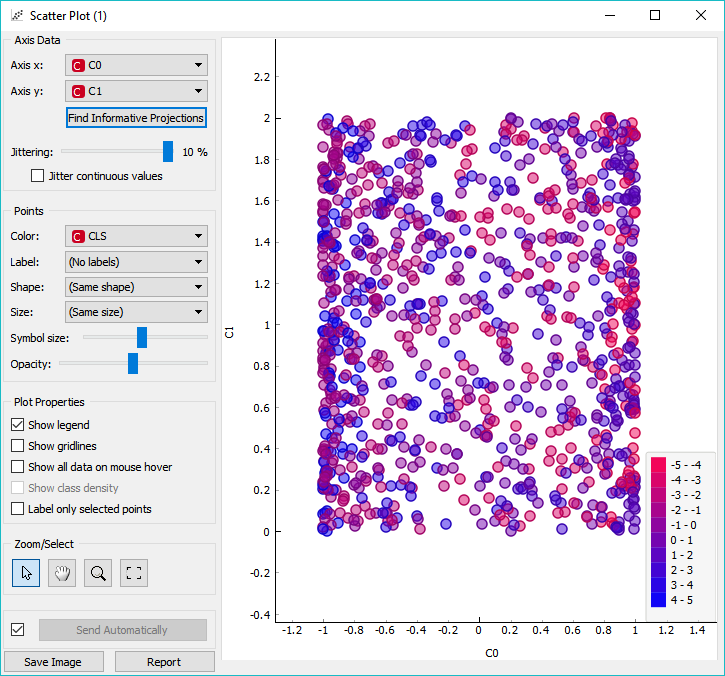 Scatter Plot (1)
Axis Data
Axis x: C C0
Axis y: C C1
Find Informative Projections
Jittering: 10 %
Jitter continuous values
Points
Color: C CLS
Label: (No labels)
Shape: (Same shape)
Size: (Same size)
Symbol size:
Opacity:
Plot Properties
Show legend
Show gridlines
Show all data on mouse hover
Show class density
Label only selected points
Zoom/Select
Send Automatically
Save Image Report
2.2
2
1.8
1.6
1.4
1.2
1
0.8
0.6
0.4
0.2
0
-0.2
-0.4
C1
-1.2 -1 -0.8 -0.6 -0.4 -0.2 0 0.2 0.4 0.6 0.8 1 1.2 1.4
C0
-5 - -4
-4 - -3
-3 - -2
-2 - -1
-1 - 0
0 - 1
1 - 2
2 - 3
3 - 4
4 - 5